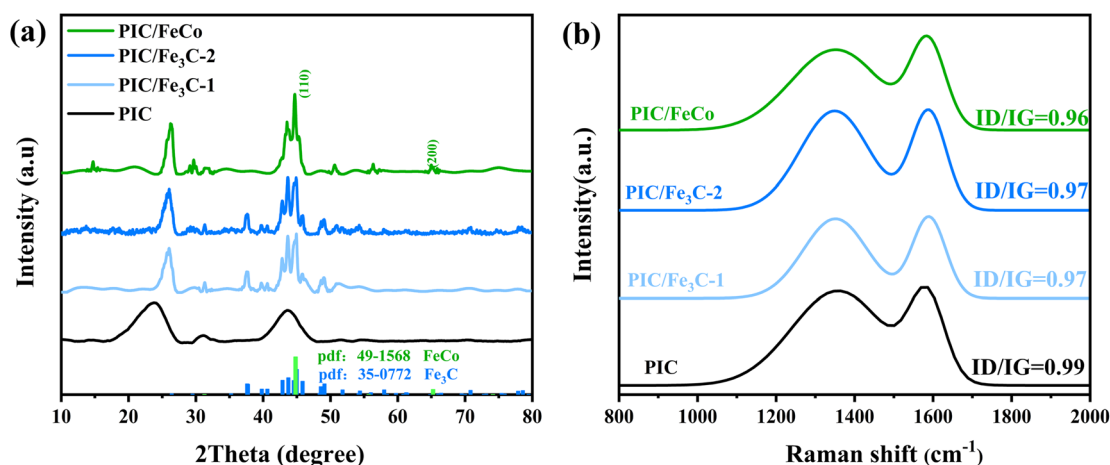 (a)
PIC/FeCo
PIC/Fe₃C-2
PIC/Fe₃C-1
PIC
(110)
(200)
Intensity (a.u)
pdf: 49-1568 FeCo
pdf: 35-0772 Fe₃C
10 20 30 40 50 60 70 80
2Theta (degree)
(b)
PIC/FeCo ID/IG=0.96
PIC/Fe₃C-2 ID/IG=0.97
PIC/Fe₃C-1 ID/IG=0.97
PIC ID/IG=0.99
Intensity(a.u.)
800 1000 1200 1400 1600 1800 2000
Raman shift (cm⁻¹)